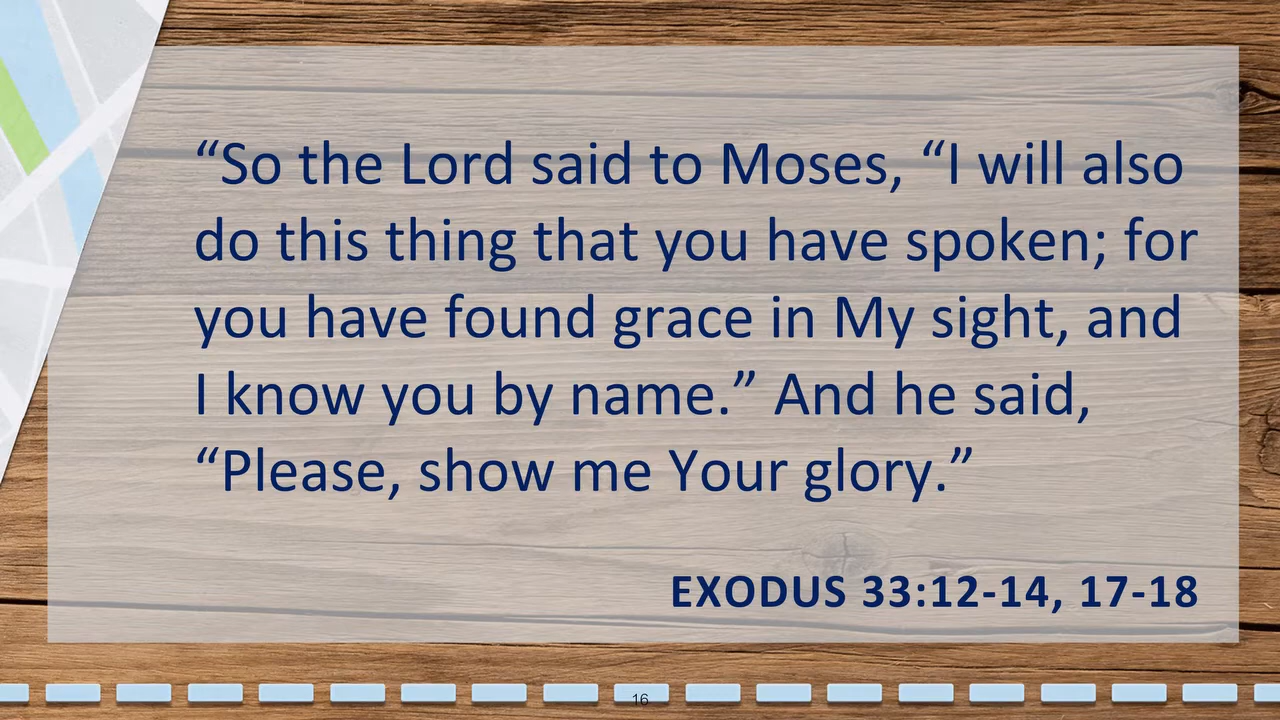 “So the Lord said to Moses, “I will also
do this thing that you have spoken; for
you have found grace in My sight, and
I know you by name.” And he said,
“Please, show me Your glory.”
EXODUS 33:12-14, 17-18
16